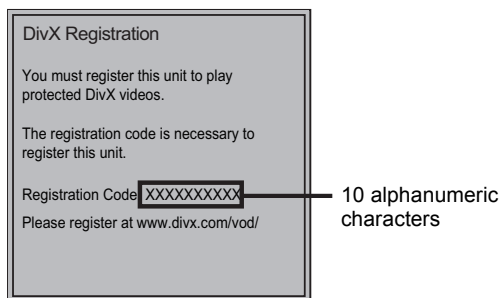 DivX Registration
You must register this unit to play
protected DivX videos.
The registration code is necessary to
register this unit.
Registration Code XXXXXXXXXX
Please register at www.divx.com/vod/
10 alphanumeric
characters